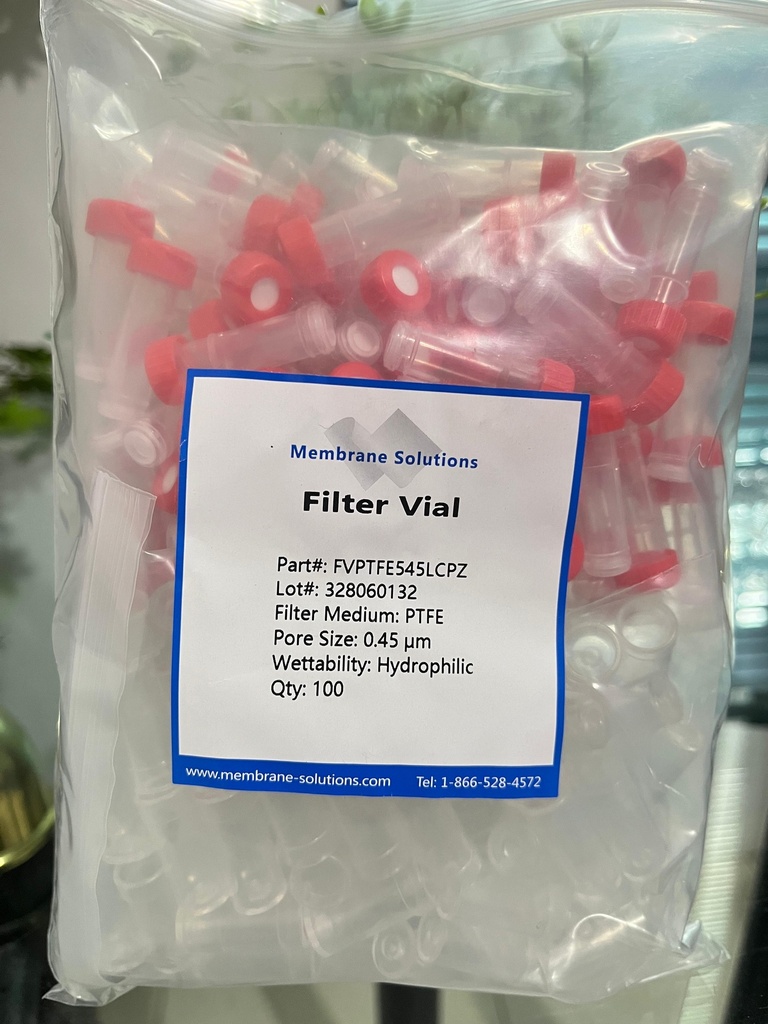 Membrane Solutions
Filter Vial
Part#: FVPTFE545LCPZ
Lot#: 328060132
Filter Medium: PTFE
Pore Size: 0.45 μm
Wettability: Hydrophilic
Qty: 100
www.membrane-solutions.com Tel: 1-866-528-4572